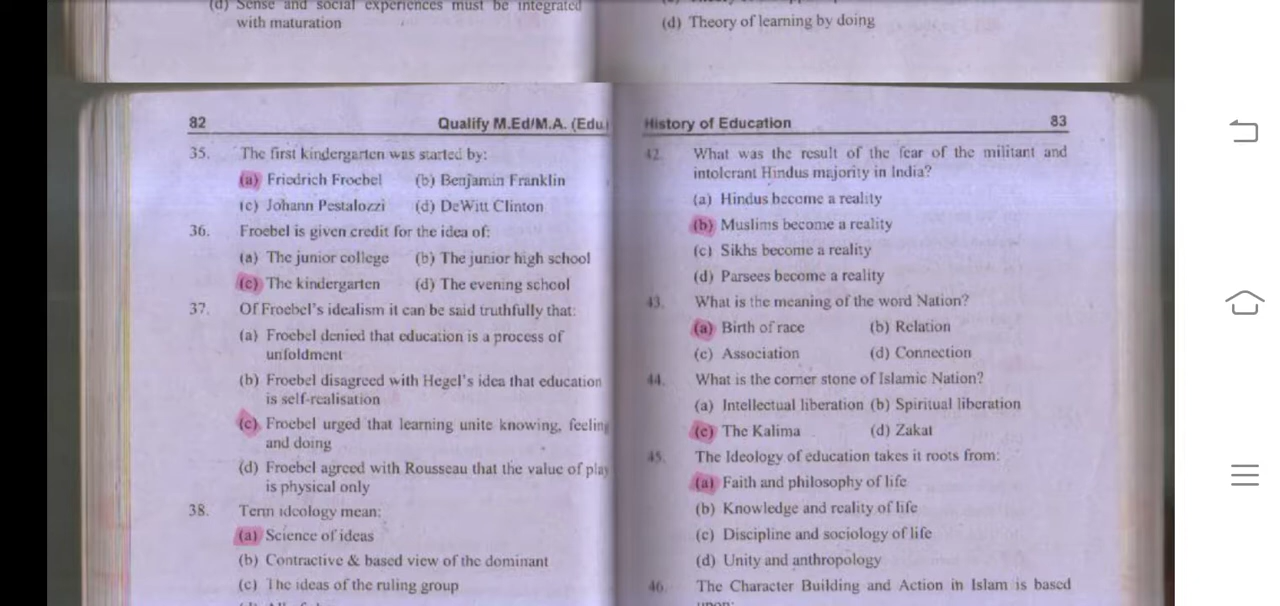 (d) Sense and social experiences must be integrated
with maturation
(d) Theory of learning by doing
82 Qualify M.Ed/M.A. (Edu.)
35. The first kindergarten was started by:
(a) Friedrich Froebel (b) Benjamin Franklin
(c) Johann Pestalozzi (d) DeWitt Clinton
36. Froebel is given credit for the idea of:
(a) The junior college (b) The junior high school
(c) The kindergarten (d) The evening school
37. Of Froebel's idealism it can be said truthfully that:
(a) Froebel denied that education is a process of
unfoldment
(b) Froebel disagreed with Hegel's idea that education
is self-realisation
(c) Froebel urged that learning unite knowing, feeling
and doing
(d) Froebel agreed with Rousseau that the value of play
is physical only
38. Term ideology mean:
(a) Science of ideas
(b) Contractive & based view of the dominant
(c) The ideas of the ruling group
History of Education 83
42. What was the result of the fear of the militant and
intolerant Hindus majority in India?
(a) Hindus become a reality
(b) Muslims become a reality
(c) Sikhs become a reality
(d) Parsees become a reality
43. What is the meaning of the word Nation?
(a) Birth of race (b) Relation
(c) Association (d) Connection
44. What is the corner stone of Islamic Nation?
(a) Intellectual liberation (b) Spiritual liberation
(c) The Kalima (d) Zakat
45. The Ideology of education takes it roots from:
(a) Faith and philosophy of life
(b) Knowledge and reality of life
(c) Discipline and sociology of life
(d) Unity and anthropology
46. The Character Building and Action in Islam is based